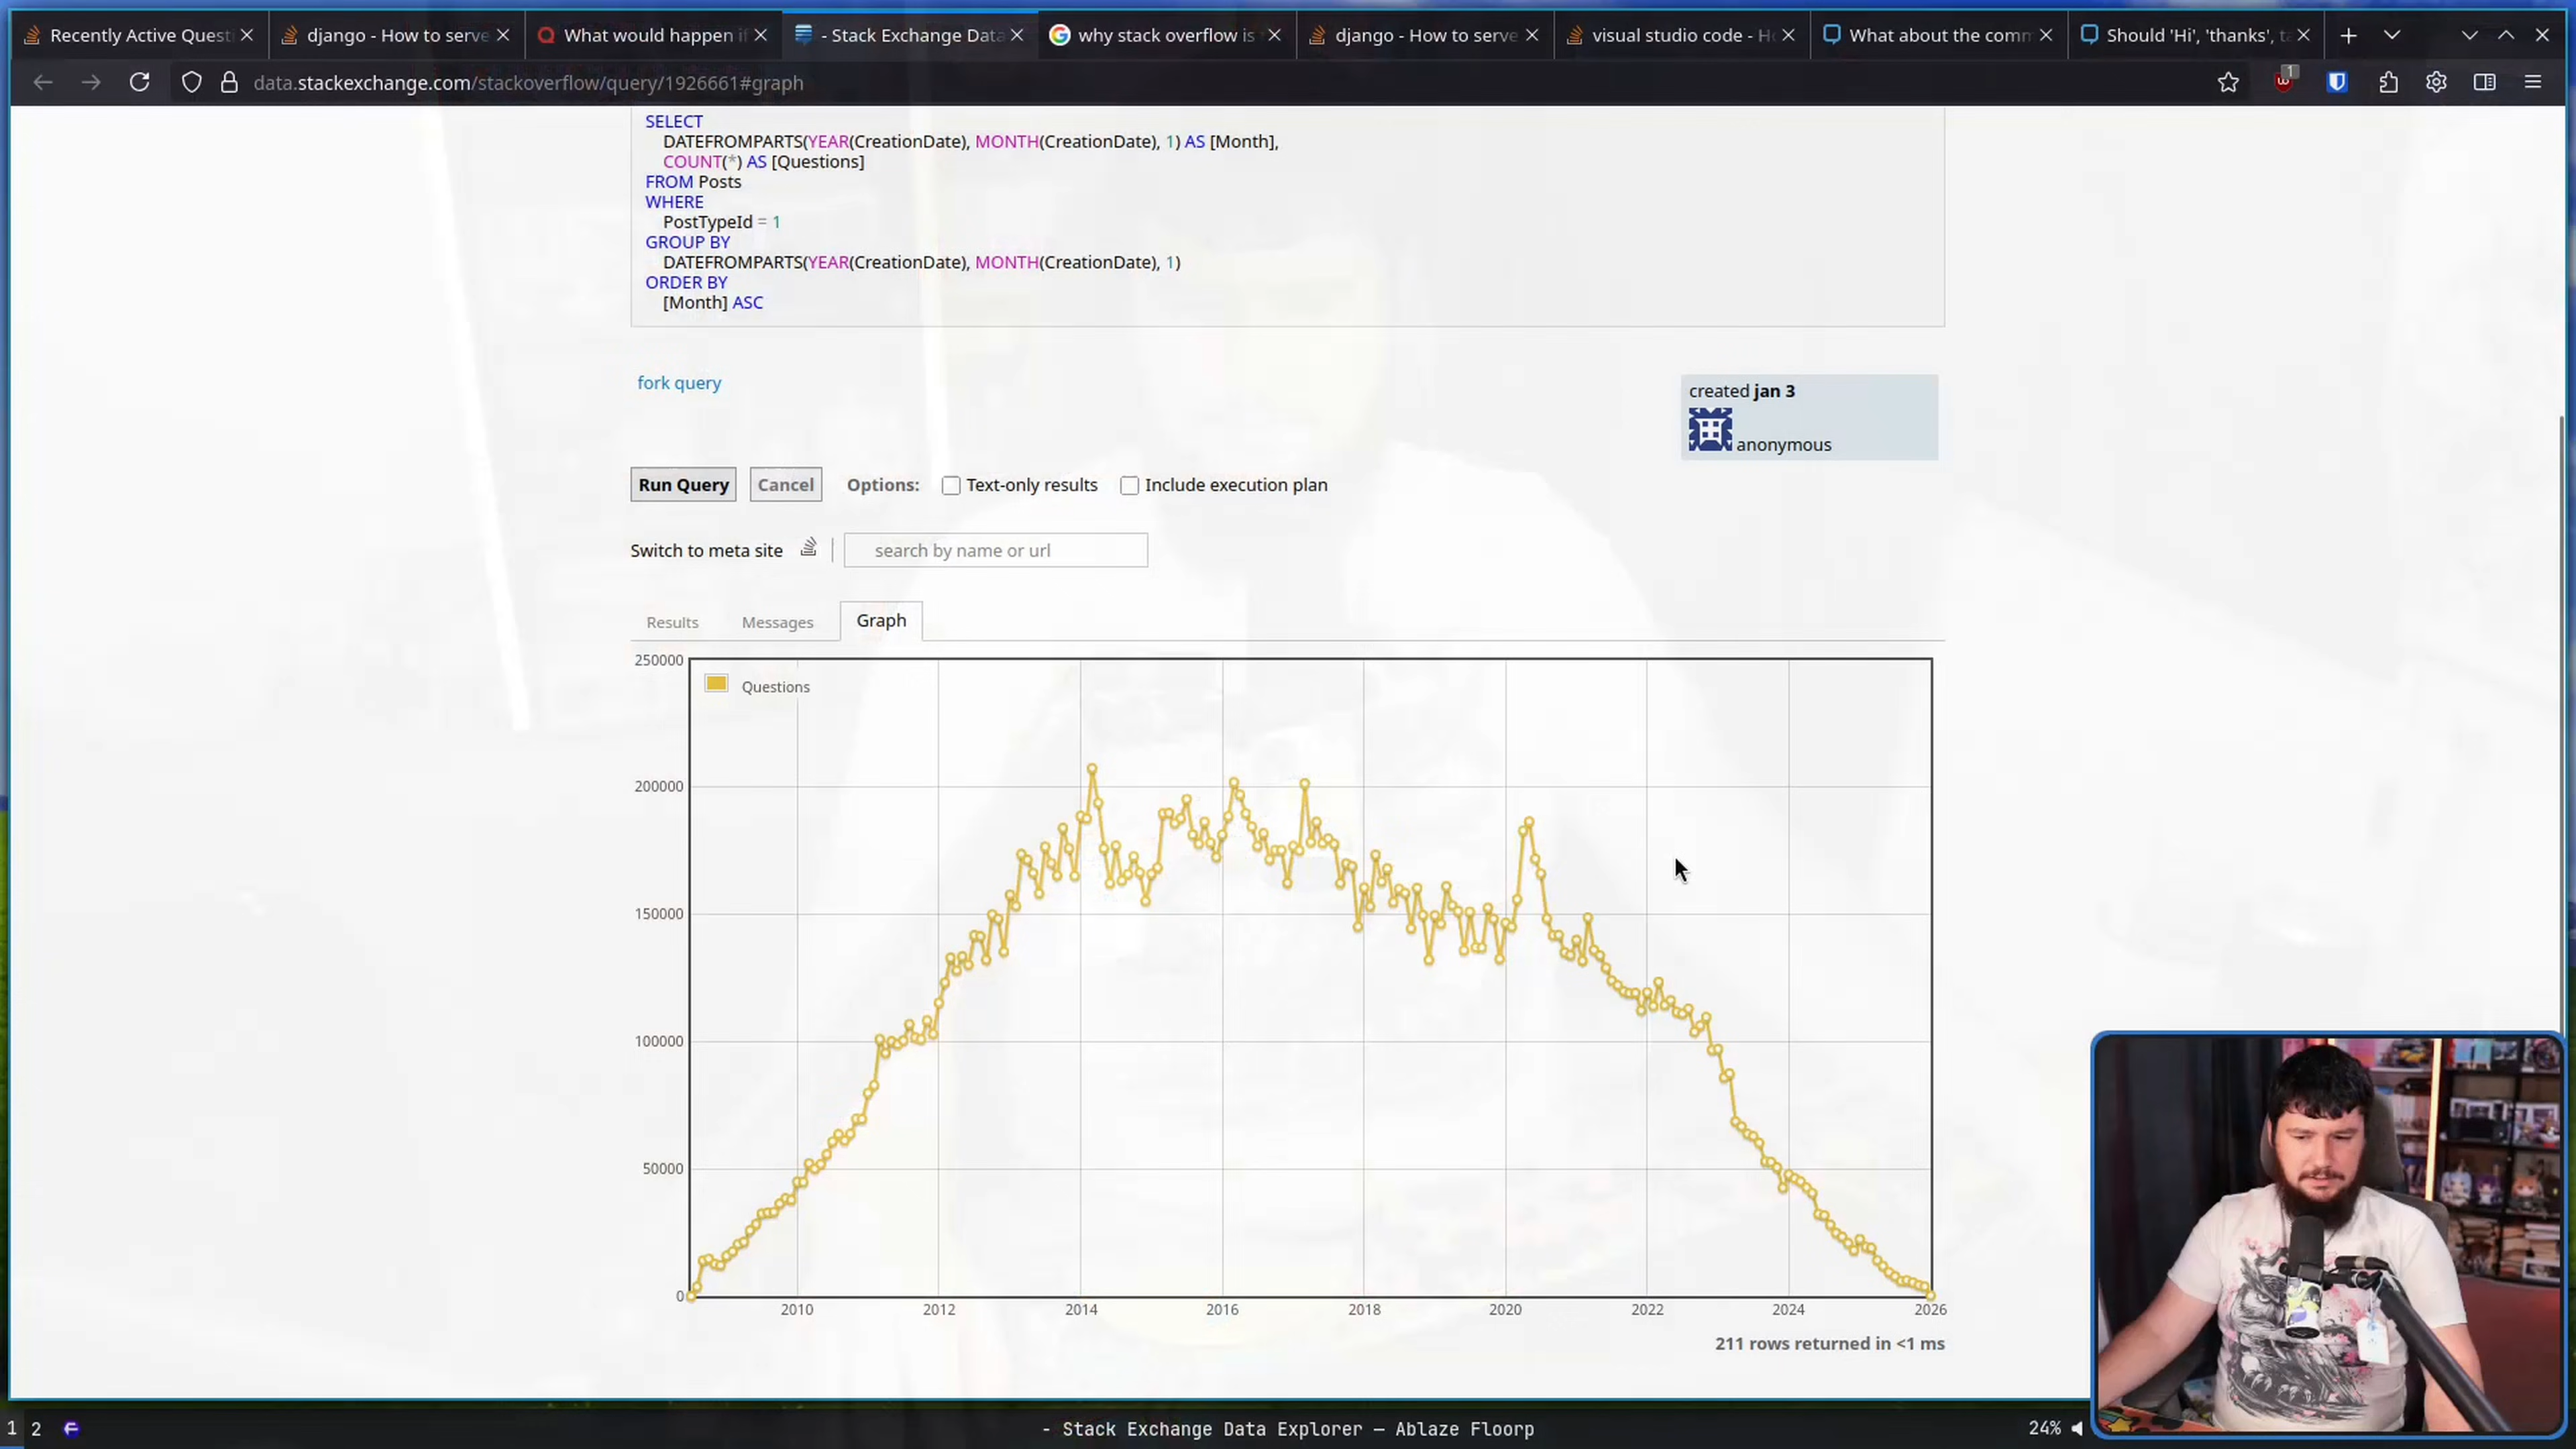 Recently Active Quest
django - How to serve
What would happen if
- Stack Exchange Data
why stack overflow is
django - How to serve
visual studio code - H
What about the comm
Should 'Hi', 'thanks', ta
data.stackexchange.com/stackoverflow/query/1926661#graph
1
SELECT
DATEFROMPARTS(YEAR(CreationDate), MONTH(CreationDate), 1) AS [Month],
COUNT(*) AS [Questions]
FROM Posts
WHERE
PostTypeId = 1
GROUP BY
DATEFROMPARTS(YEAR(CreationDate), MONTH(CreationDate), 1)
ORDER BY
[Month] ASC
fork query
created jan 3
anonymous
Run Query Cancel Options: Text-only results Include execution plan
Switch to meta site search by name or url
Results Messages Graph
250000
Questions
200000
150000
100000
50000
0
2010 2012 2014 2016 2018 2020 2022 2024 2026
211 rows returned in <1 ms
1 2
- Stack Exchange Data Explorer — Ablaze Floorp
24%